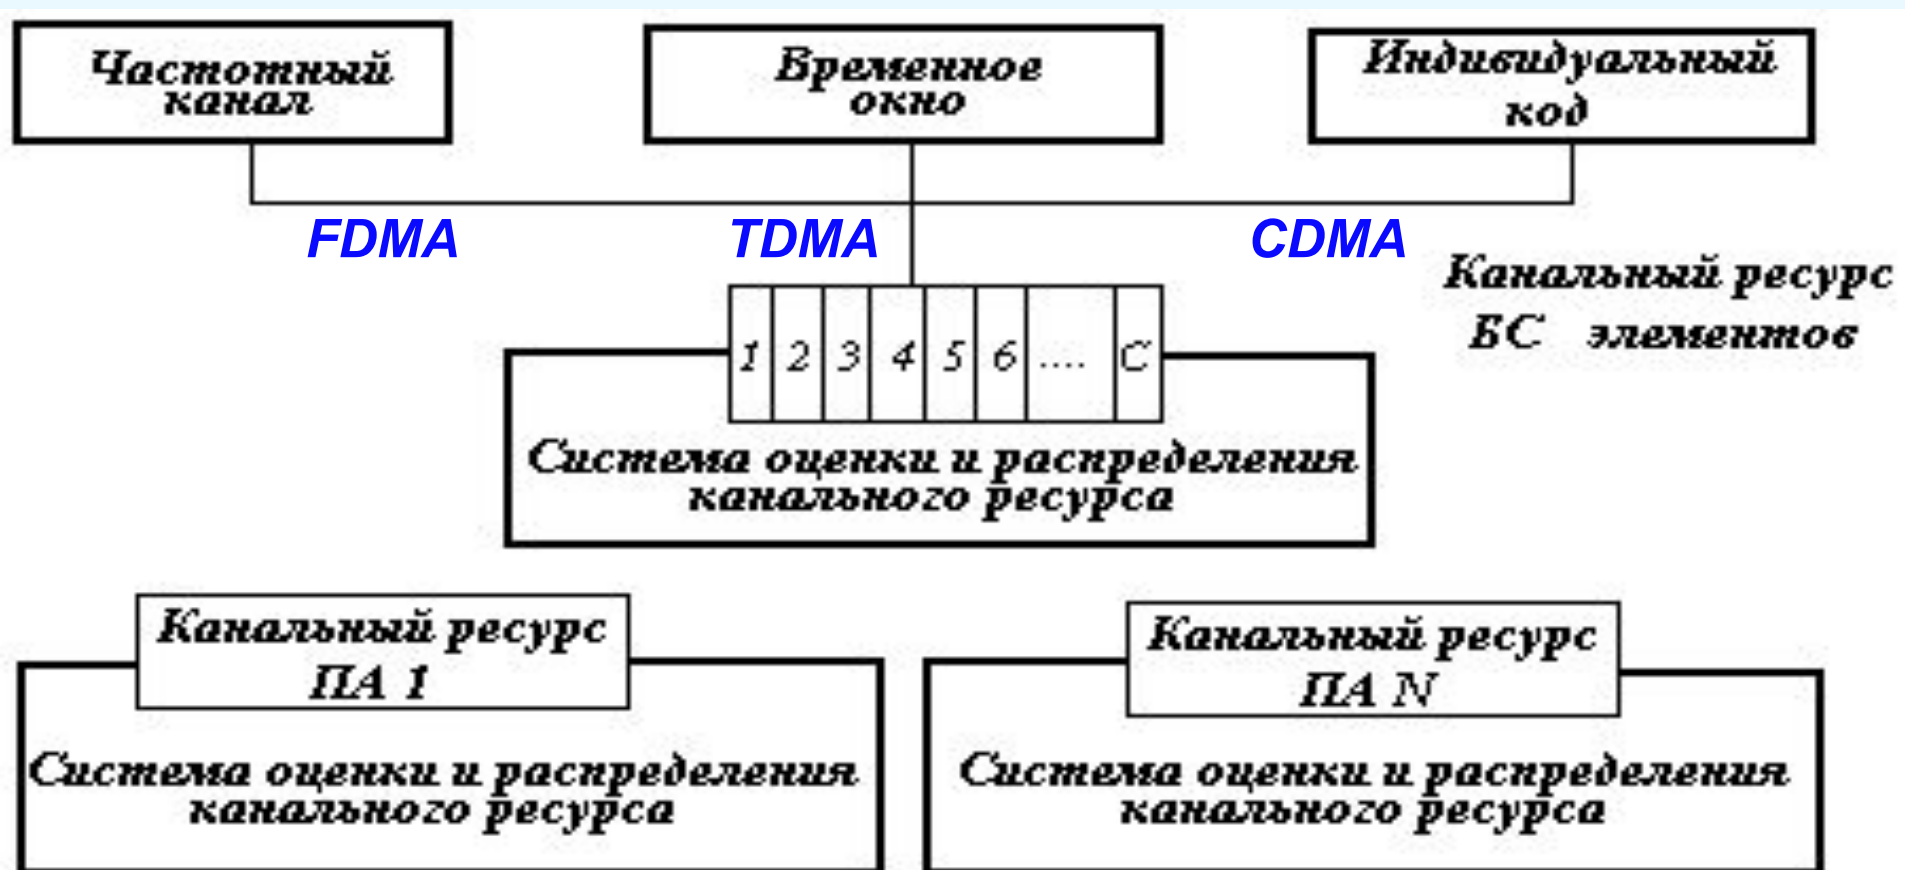 Частотный
канал
Временное
окно
Индивидуальный
код
FDMA
TDMA
CDMA
Канальный ресурс
БС элементов
1 2 3 4 5 6 .... C
Система оценки и распределения
канального ресурса
Канальный ресурс
ПА 1
Система оценки и распределения
канального ресурса
Канальный ресурс
ПА N
Система оценки и распределения
канального ресурса